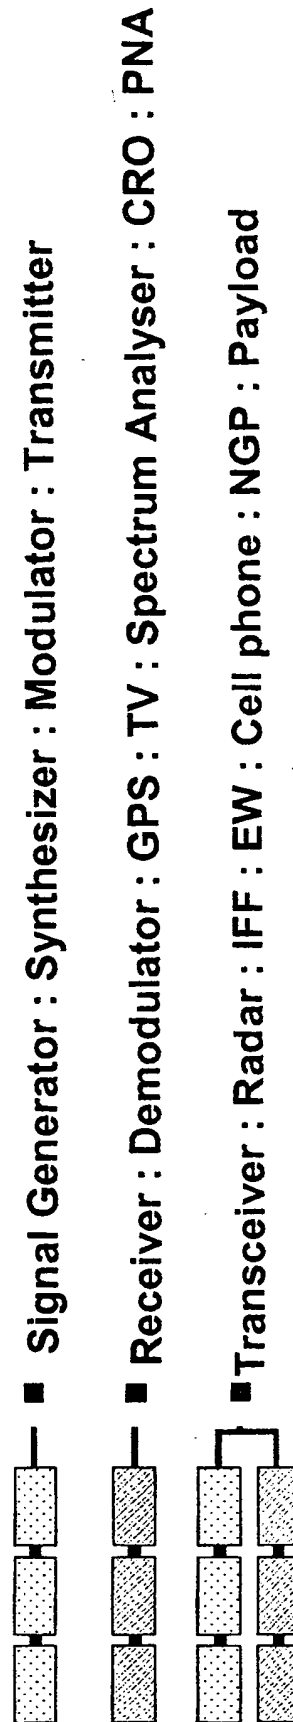 ■ Signal Generator : Synthesizer : Modulator : Transmitter
■ Receiver : Demodulator : GPS : TV : Spectrum Analyser : CRO : PNA
■Transceiver : Radar : IFF : EW : Cell phone : NGP : Payload